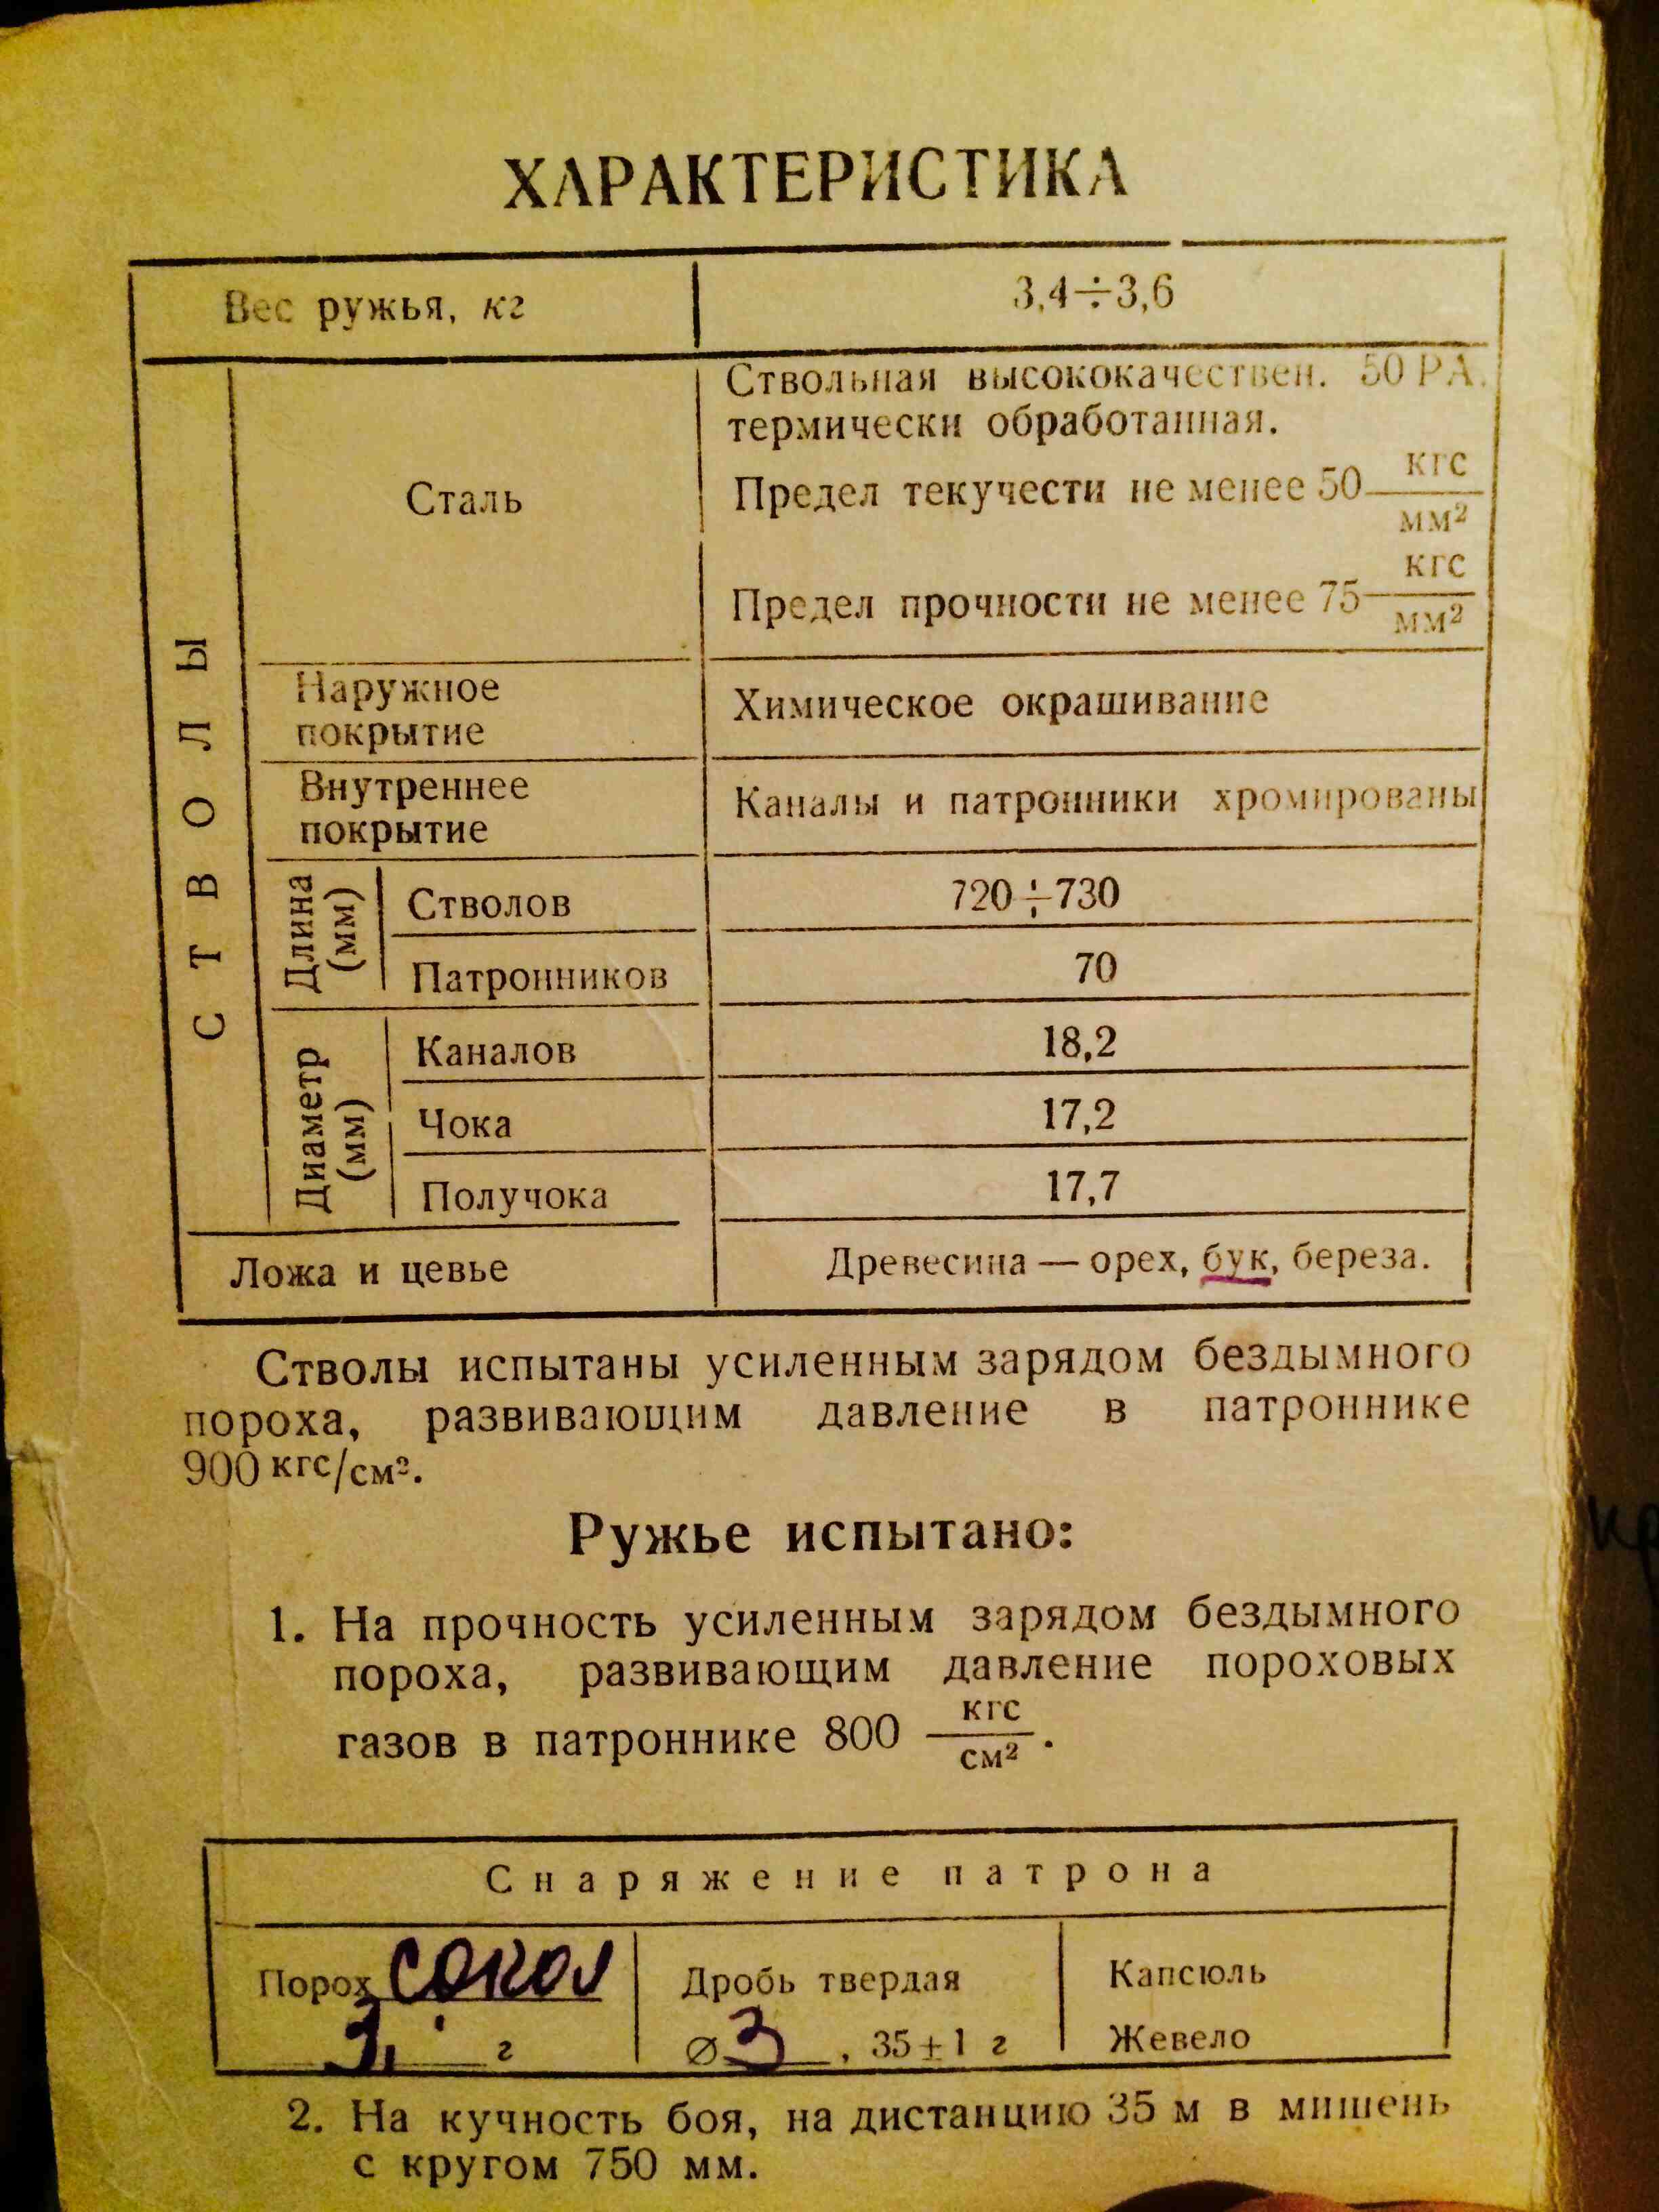 ХАРАКТЕРИСТИКА
Вес ружья, кг
3,4÷3,6
СТВОЛЫ
Сталь
Ствольная высококачествен. 50 РА.
термически обработанная.
Предел текучести не менее 50 кгс/мм²
Предел прочности не менее 75 кгс/мм²
Наружное
покрытие
Химическое окрашивание
Внутреннее
покрытие
Каналы и патронники хромированы
Длина
(мм)
Стволов
720÷730
Патронников
70
Диаметр
(мм)
Каналов
18,2
Чока
17,2
Получока
17,7
Ложа и цевье
Древесина — орех, бук, береза.
Стволы испытаны усиленным зарядом бездымного
пороха, развивающим давление в патроннике
900 кгс/см².
Ружье испытано:
1. На прочность усиленным зарядом бездымного
пороха, развивающим давление пороховых
газов в патроннике 800 кгс/см².
Снаряжение патрона
Порох сокол
г
Дробь твердая
∅ 3, 35±1 г
Капсюль
Жевело
2. На кучность боя, на дистанцию 35 м в мишень
с кругом 750 мм.